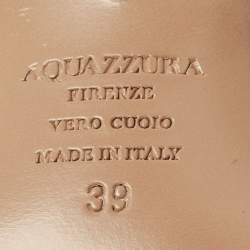 AQUAZZURA
FIRENZE
VERO CUOIO
MADE IN ITALY
39